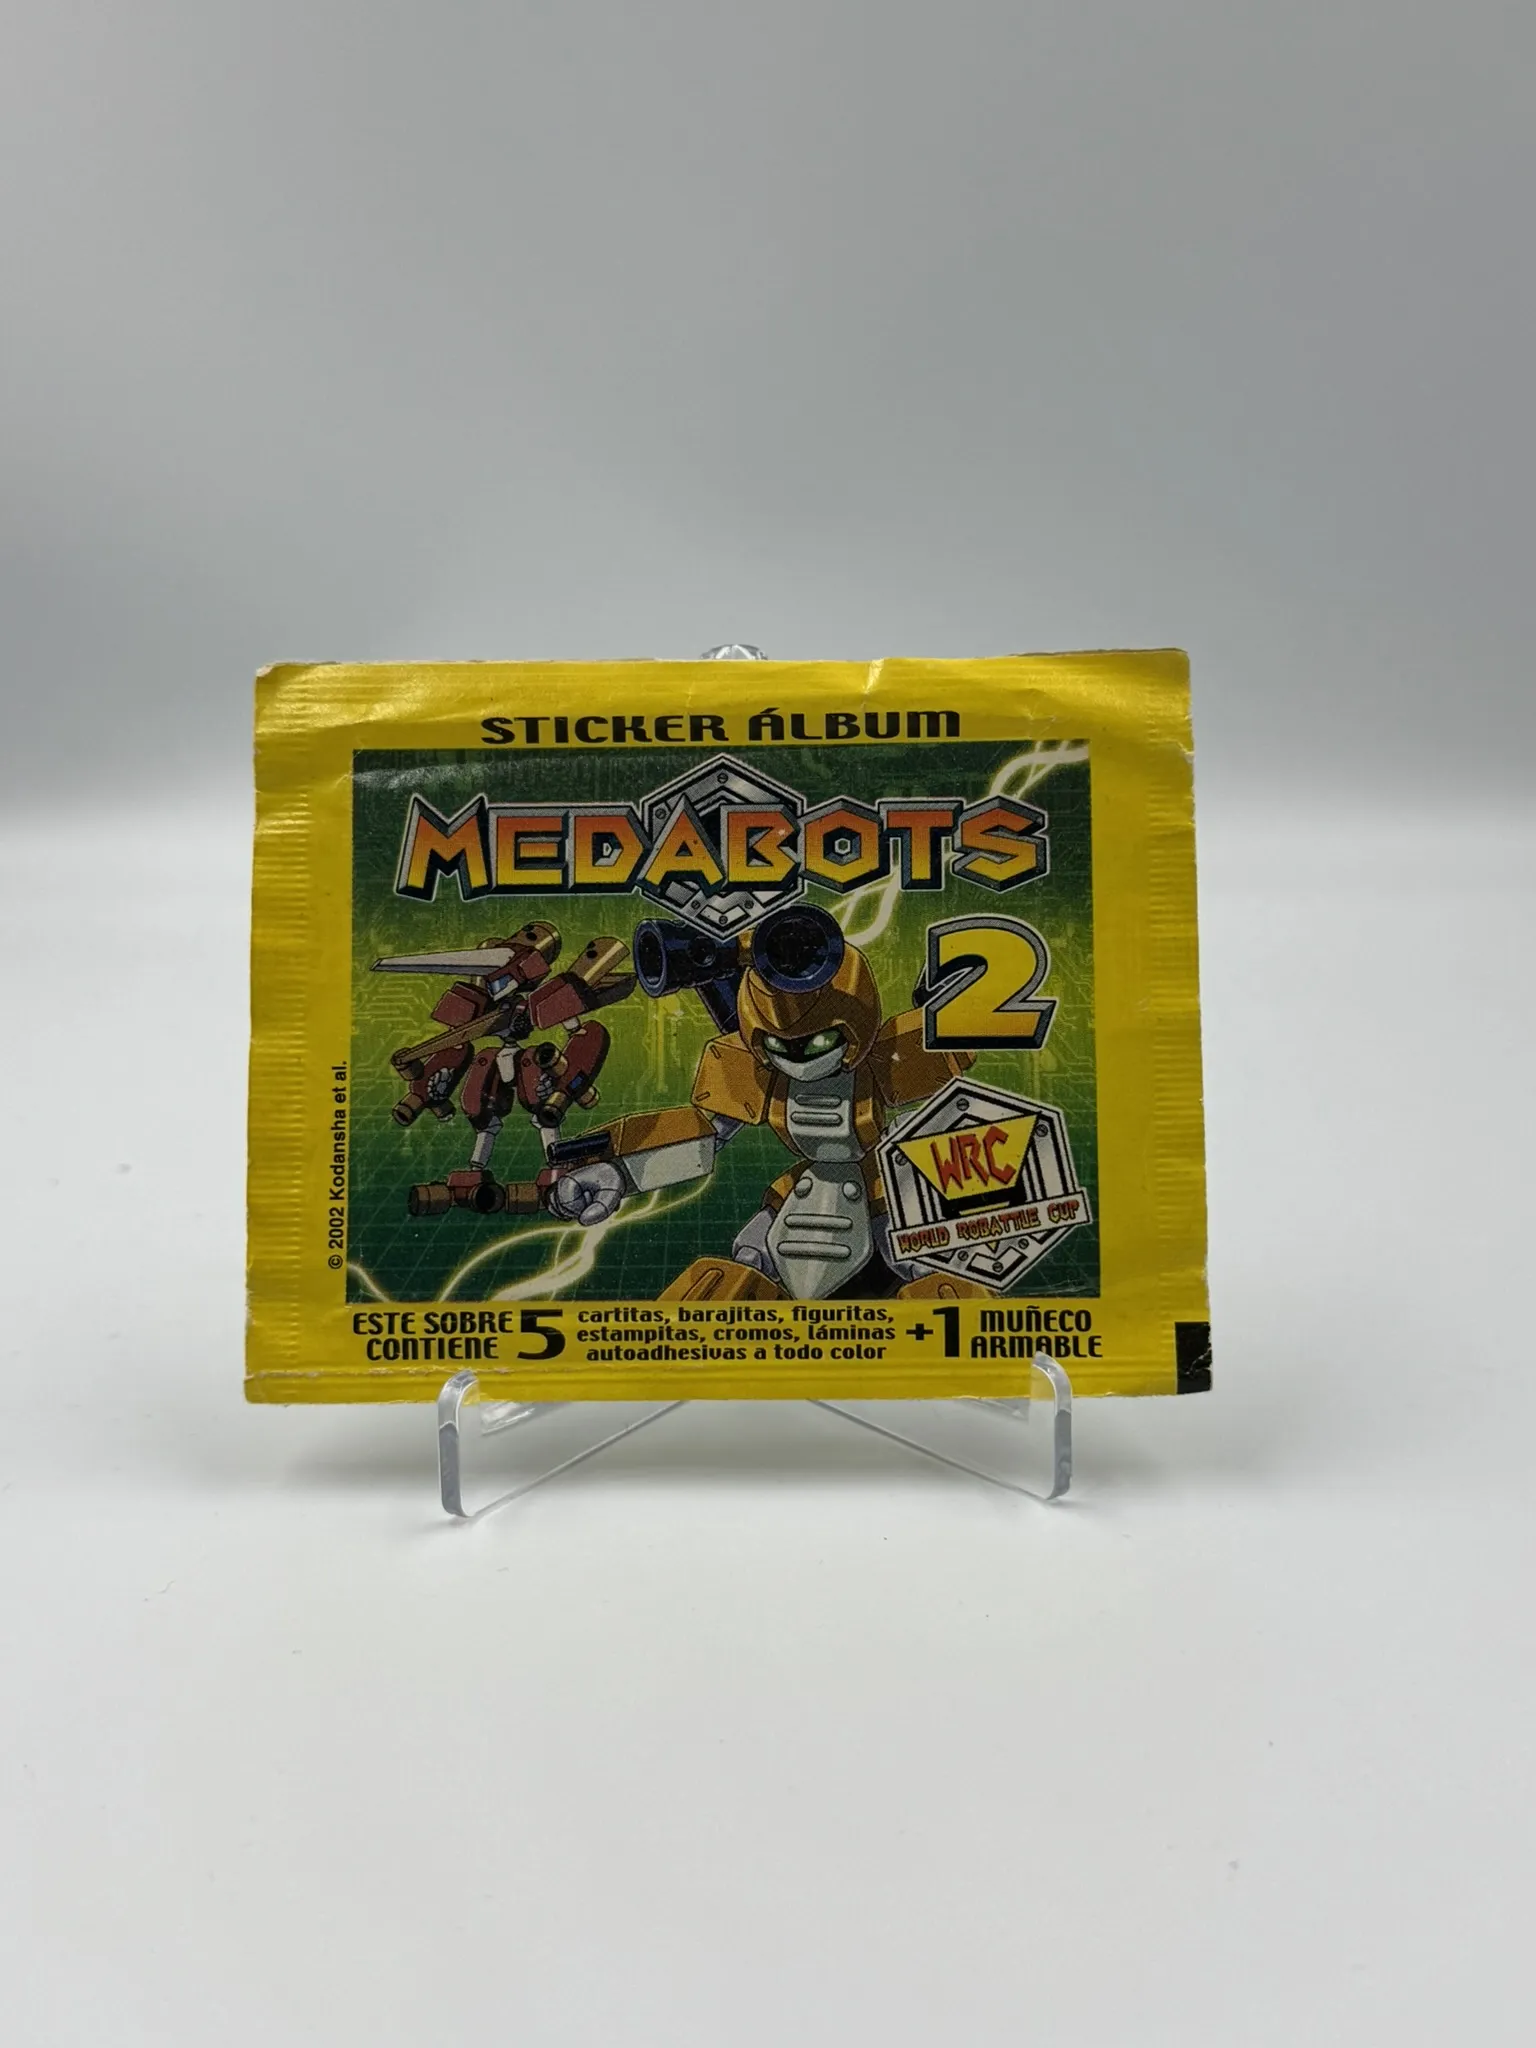 STICKER ÁLBUM
MEDABOTS
2
WRC
WORLD ROBATTLE CUP
© 2002 Kodansha et al.
ESTE SOBRE
CONTIENE
5
cartitas, barajitas, figuritas,
estampitas, cromos, láminas
autoadhesivas a todo color
+1
MUÑECO
ARMABLE